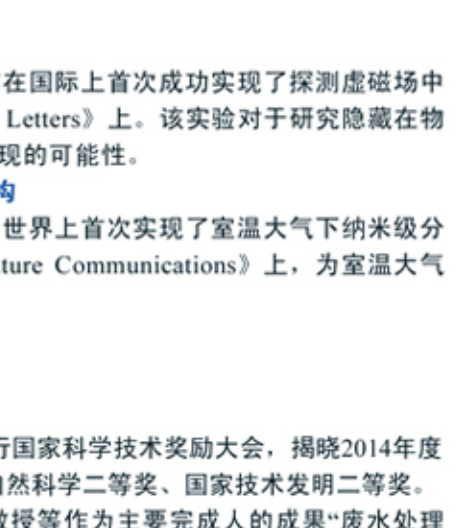 在国际上首次成功实现了探测虚磁场中
Letters》上。该实验对于研究隐藏在物
现的可能性。
构
世界上首次实现了室温大气下纳米级分
ture Communications》上，为室温大气
行国家科学技术奖励大会，揭晓2014年度
自然科学二等奖、国家技术发明二等奖。
教授等作为主要完成人的成果“废水处理